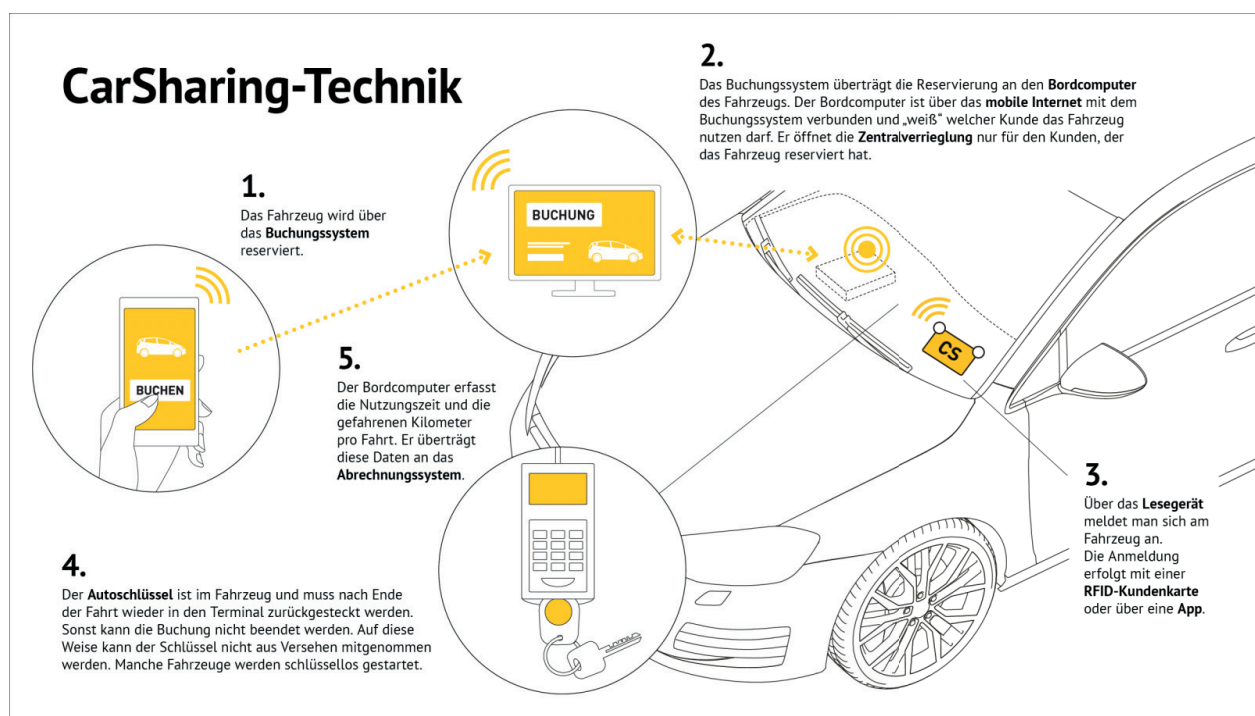 CarSharing-Technik
1.
Das Fahrzeug wird über
das Buchungssystem
reserviert.
BUCHEN
BUCHUNG
2.
Das Buchungssystem überträgt die Reservierung an den Bordcomputer
des Fahrzeugs. Der Bordcomputer ist über das mobile Internet mit dem
Buchungssystem verbunden und „weiß“ welcher Kunde das Fahrzeug
nutzen darf. Er öffnet die Zentralverrieglung nur für den Kunden, der
das Fahrzeug reserviert hat.
CS
3.
Über das Lesegerät
meldet man sich am
Fahrzeug an.
Die Anmeldung
erfolgt mit einer
RFID-Kundenkarte
oder über eine App.
4.
Der Autoschlüssel ist im Fahrzeug und muss nach Ende
der Fahrt wieder in den Terminal zurückgesteckt werden.
Sonst kann die Buchung nicht beendet werden. Auf diese
Weise kann der Schlüssel nicht aus Versehen mitgenommen
werden. Manche Fahrzeuge werden schlüssellos gestartet.
5.
Der Bordcomputer erfasst
die Nutzungszeit und die
gefahrenen Kilometer
pro Fahrt. Er überträgt
diese Daten an das
Abrechnungssystem.